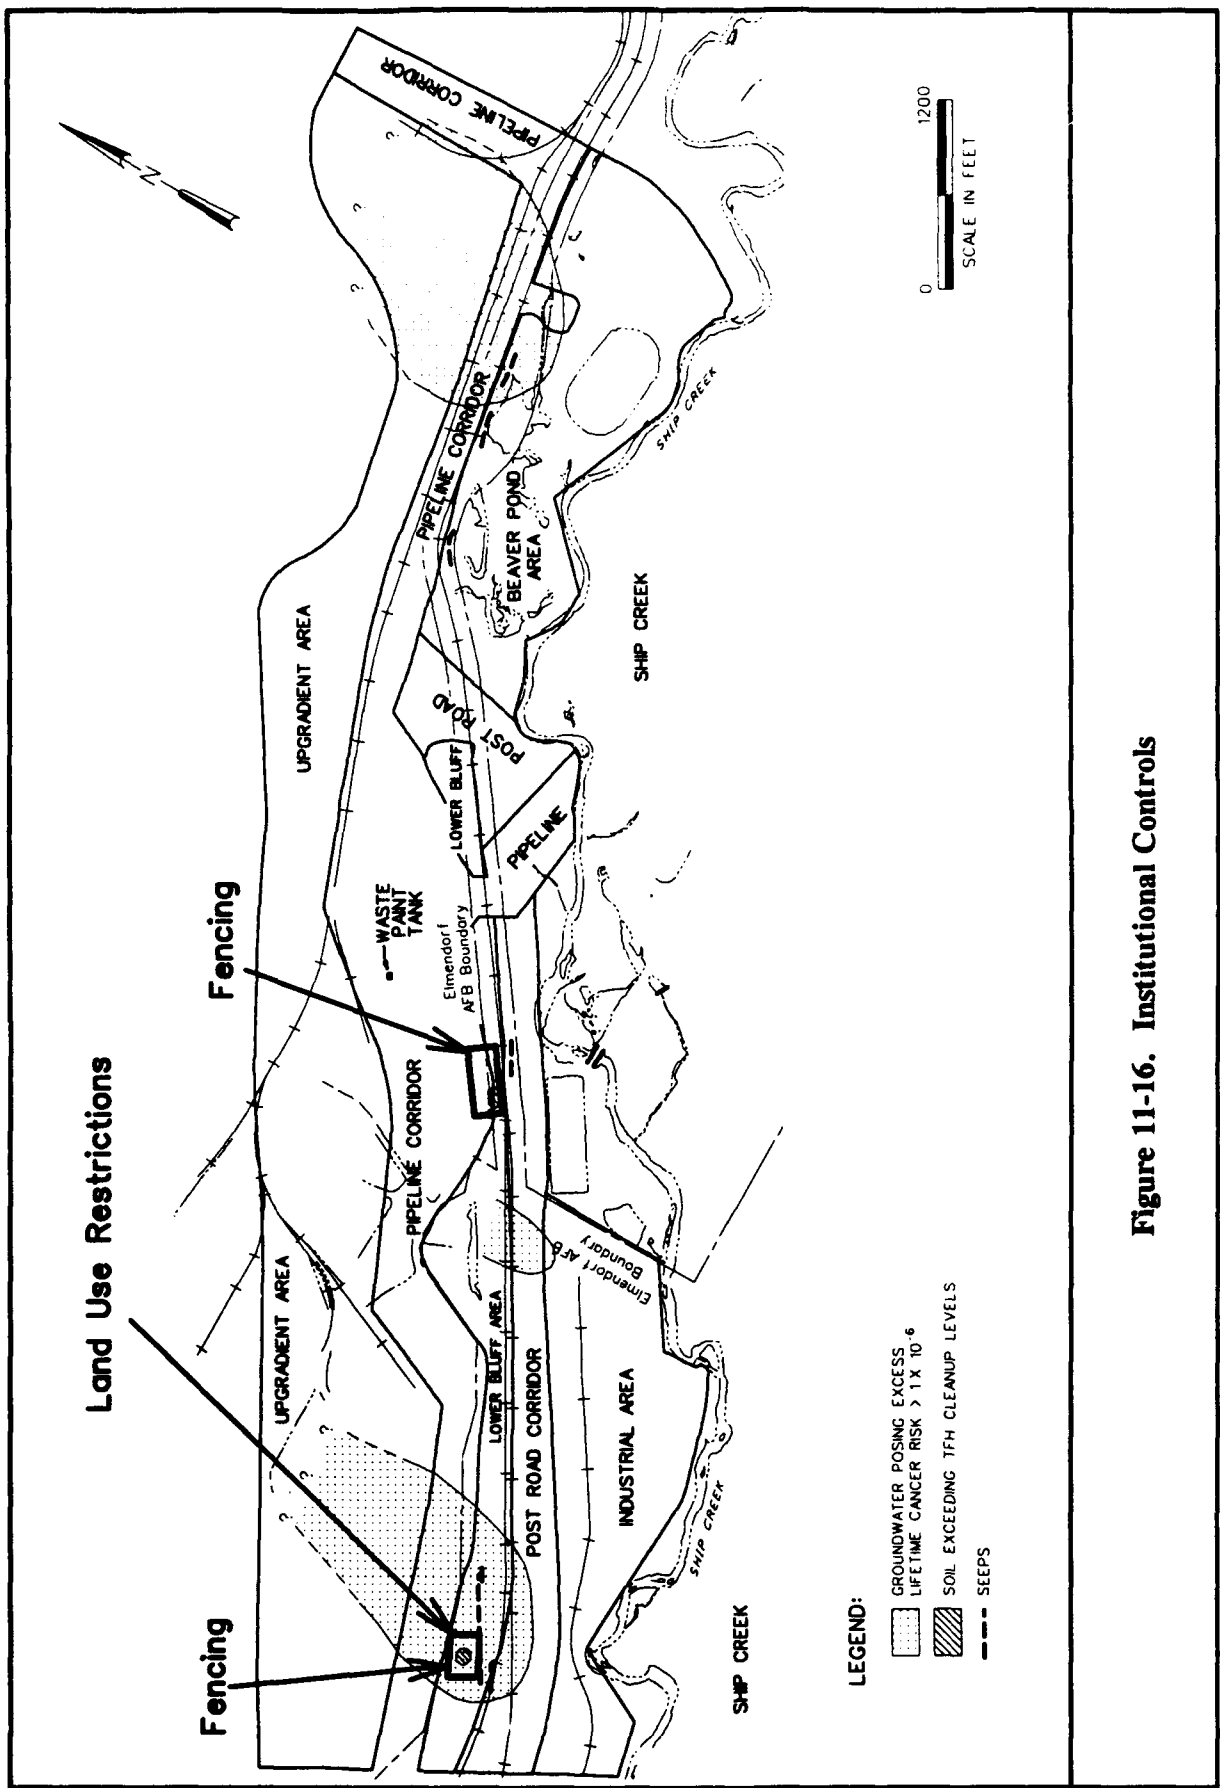 Land Use Restrictions
Fencing
Fencing
UPGRADIENT AREA
UPGRADIENT AREA
PIPELINE CORRIDOR
PIPELINE CORRIDOR
PIPELINE CORRIDOR
WASTE
PAINT
TANK
Elmendorf
AFB Boundary
LOWER BLUFF
POST ROAD
PIPELINE
BEAVER POND
AREA
LOWER BLUFF AREA
POST ROAD CORRIDOR
INDUSTRIAL AREA
Elmendorf AFB
Boundary
SHIP CREEK
SHIP CREEK
SHIP CREEK
SHIP CREEK
N
?
?
?
?
?
?
LEGEND:
GROUNDWATER POSING EXCESS
LIFETIME CANCER RISK > 1 X 10-6
SOIL EXCEEDING TFH CLEANUP LEVELS
SEEPS
0 1200
SCALE IN FEET
Figure 11-16. Institutional Controls